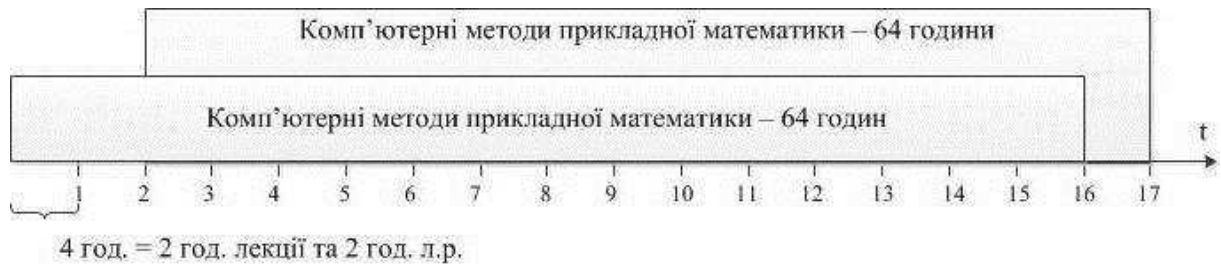 Комп’ютерні методи прикладної математики – 64 години
Комп’ютерні методи прикладної математики – 64 годин
t
1 2 3 4 5 6 7 8 9 10 11 12 13 14 15 16 17
4 год. = 2 год. лекції та 2 год. л.р.